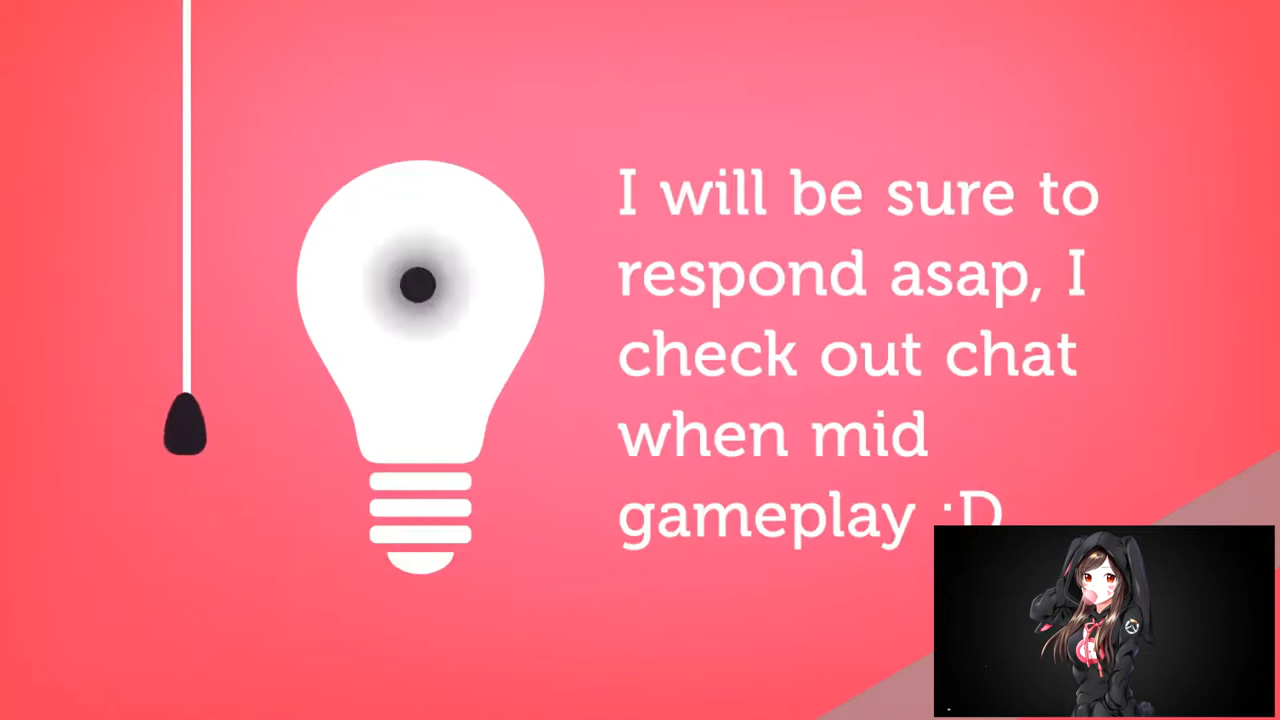 I will be sure to
respond asap, I
check out chat
when mid
gameplay :D